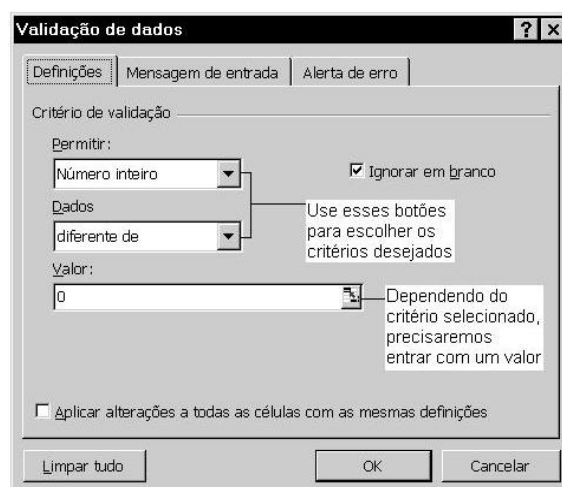 Validação de dados
Definições
Mensagem de entrada
Alerta de erro
Critério de validação
Permitir:
Número inteiro
Ignorar em branco
Dados
diferente de
Use esses botões
para escolher os
critérios desejados
Valor:
0
Dependendo do
critério selecionado,
precisaremos
entrar com um valor
Aplicar alterações a todas as células com as mesmas definições
Limpar tudo
OK
Cancelar